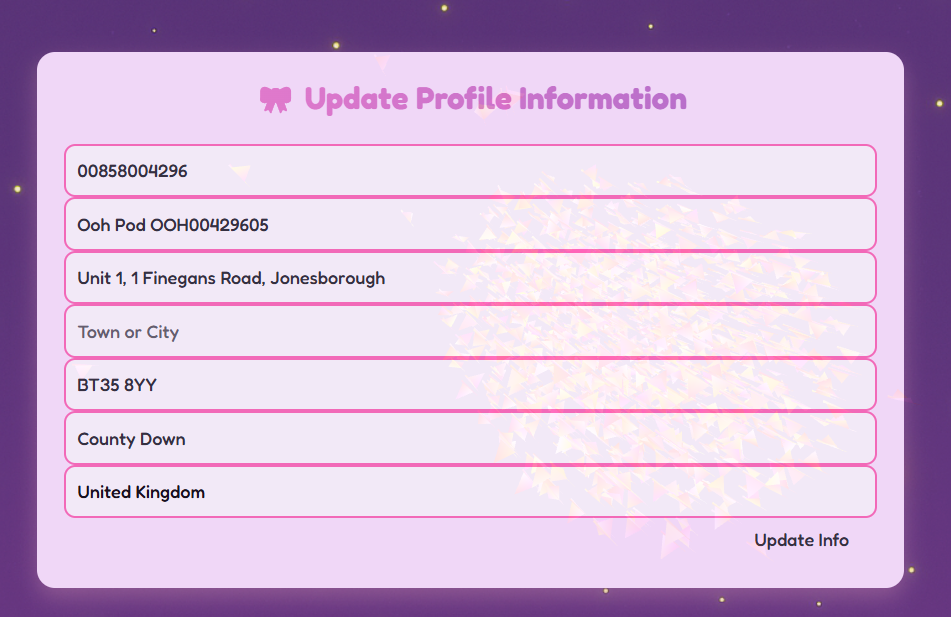 Update Profile Information
00858004296
Ooh Pod OOH00429605
Unit 1, 1 Finegans Road, Jonesborough
Town or City
BT35 8YY
County Down
United Kingdom
Update Info